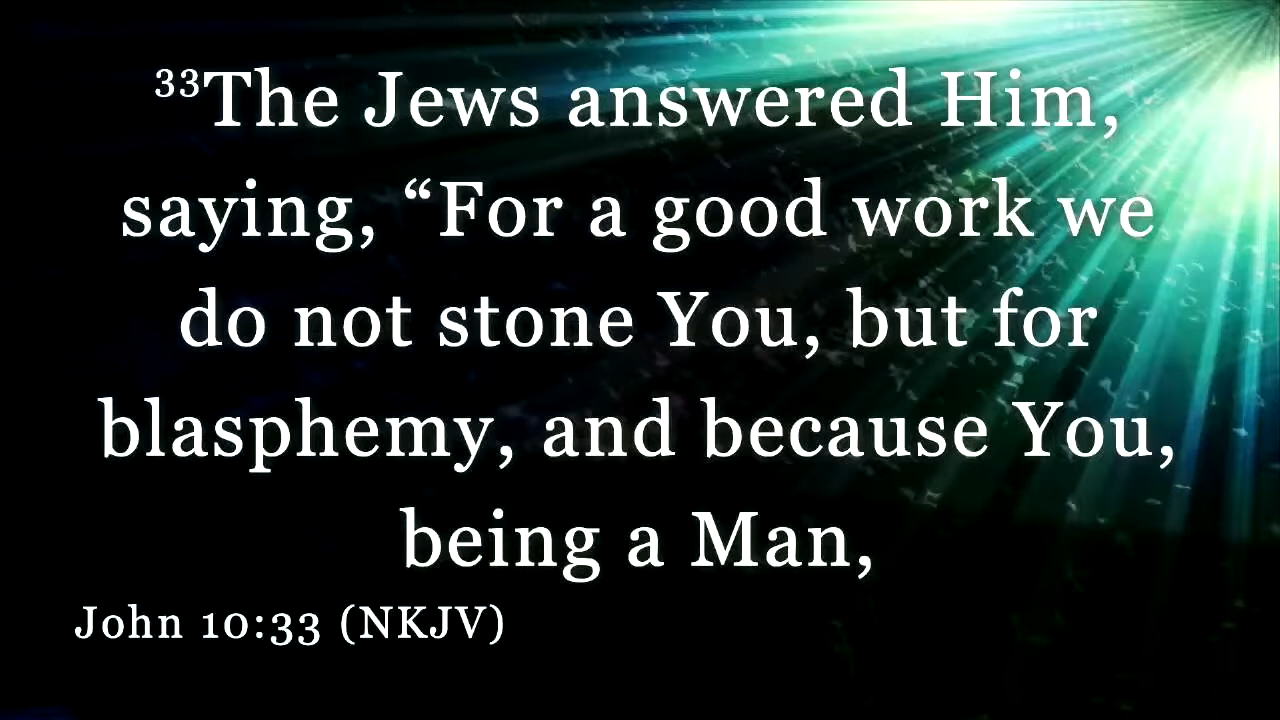 ³³The Jews answered Him,
saying, “For a good work we
do not stone You, but for
blasphemy, and because You,
being a Man,
John 10:33 (NKJV)